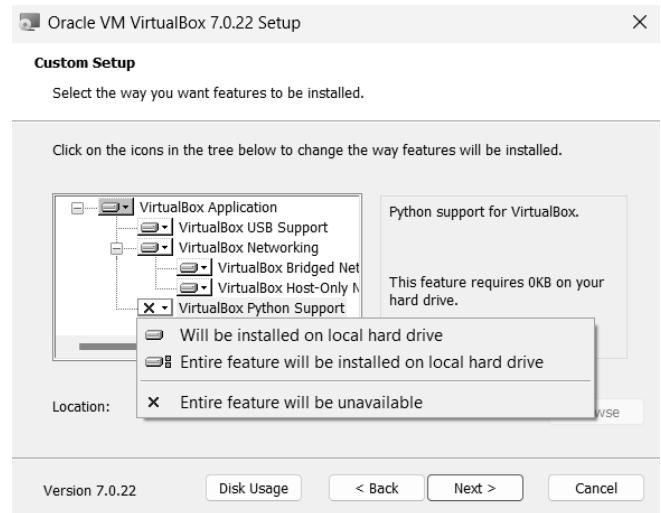 Oracle VM VirtualBox 7.0.22 Setup
Custom Setup
Select the way you want features to be installed.
Click on the icons in the tree below to change the way features will be installed.
VirtualBox Application
VirtualBox USB Support
VirtualBox Networking
VirtualBox Bridged Net
VirtualBox Host-Only
VirtualBox Python Support
Python support for VirtualBox.
This feature requires 0KB on your
hard drive.
Will be installed on local hard drive
Entire feature will be installed on local hard drive
Entire feature will be unavailable
Location:
wse
Version 7.0.22
Disk Usage
< Back
Next >
Cancel